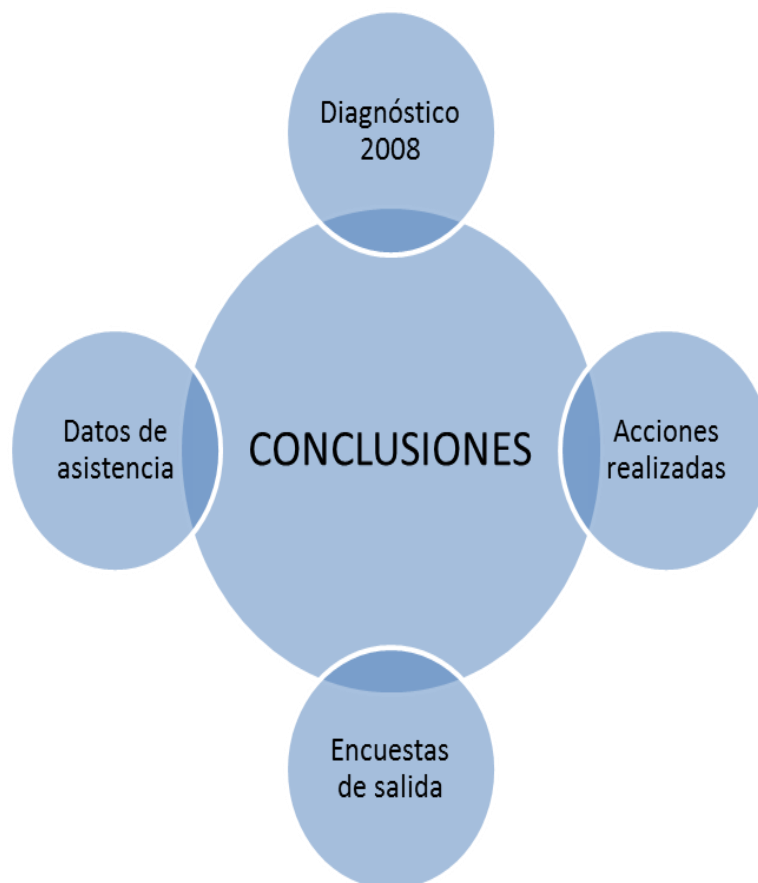 Diagnóstico
2008
Datos de
asistencia
CONCLUSIONES
Acciones
realizadas
Encuestas
de salida